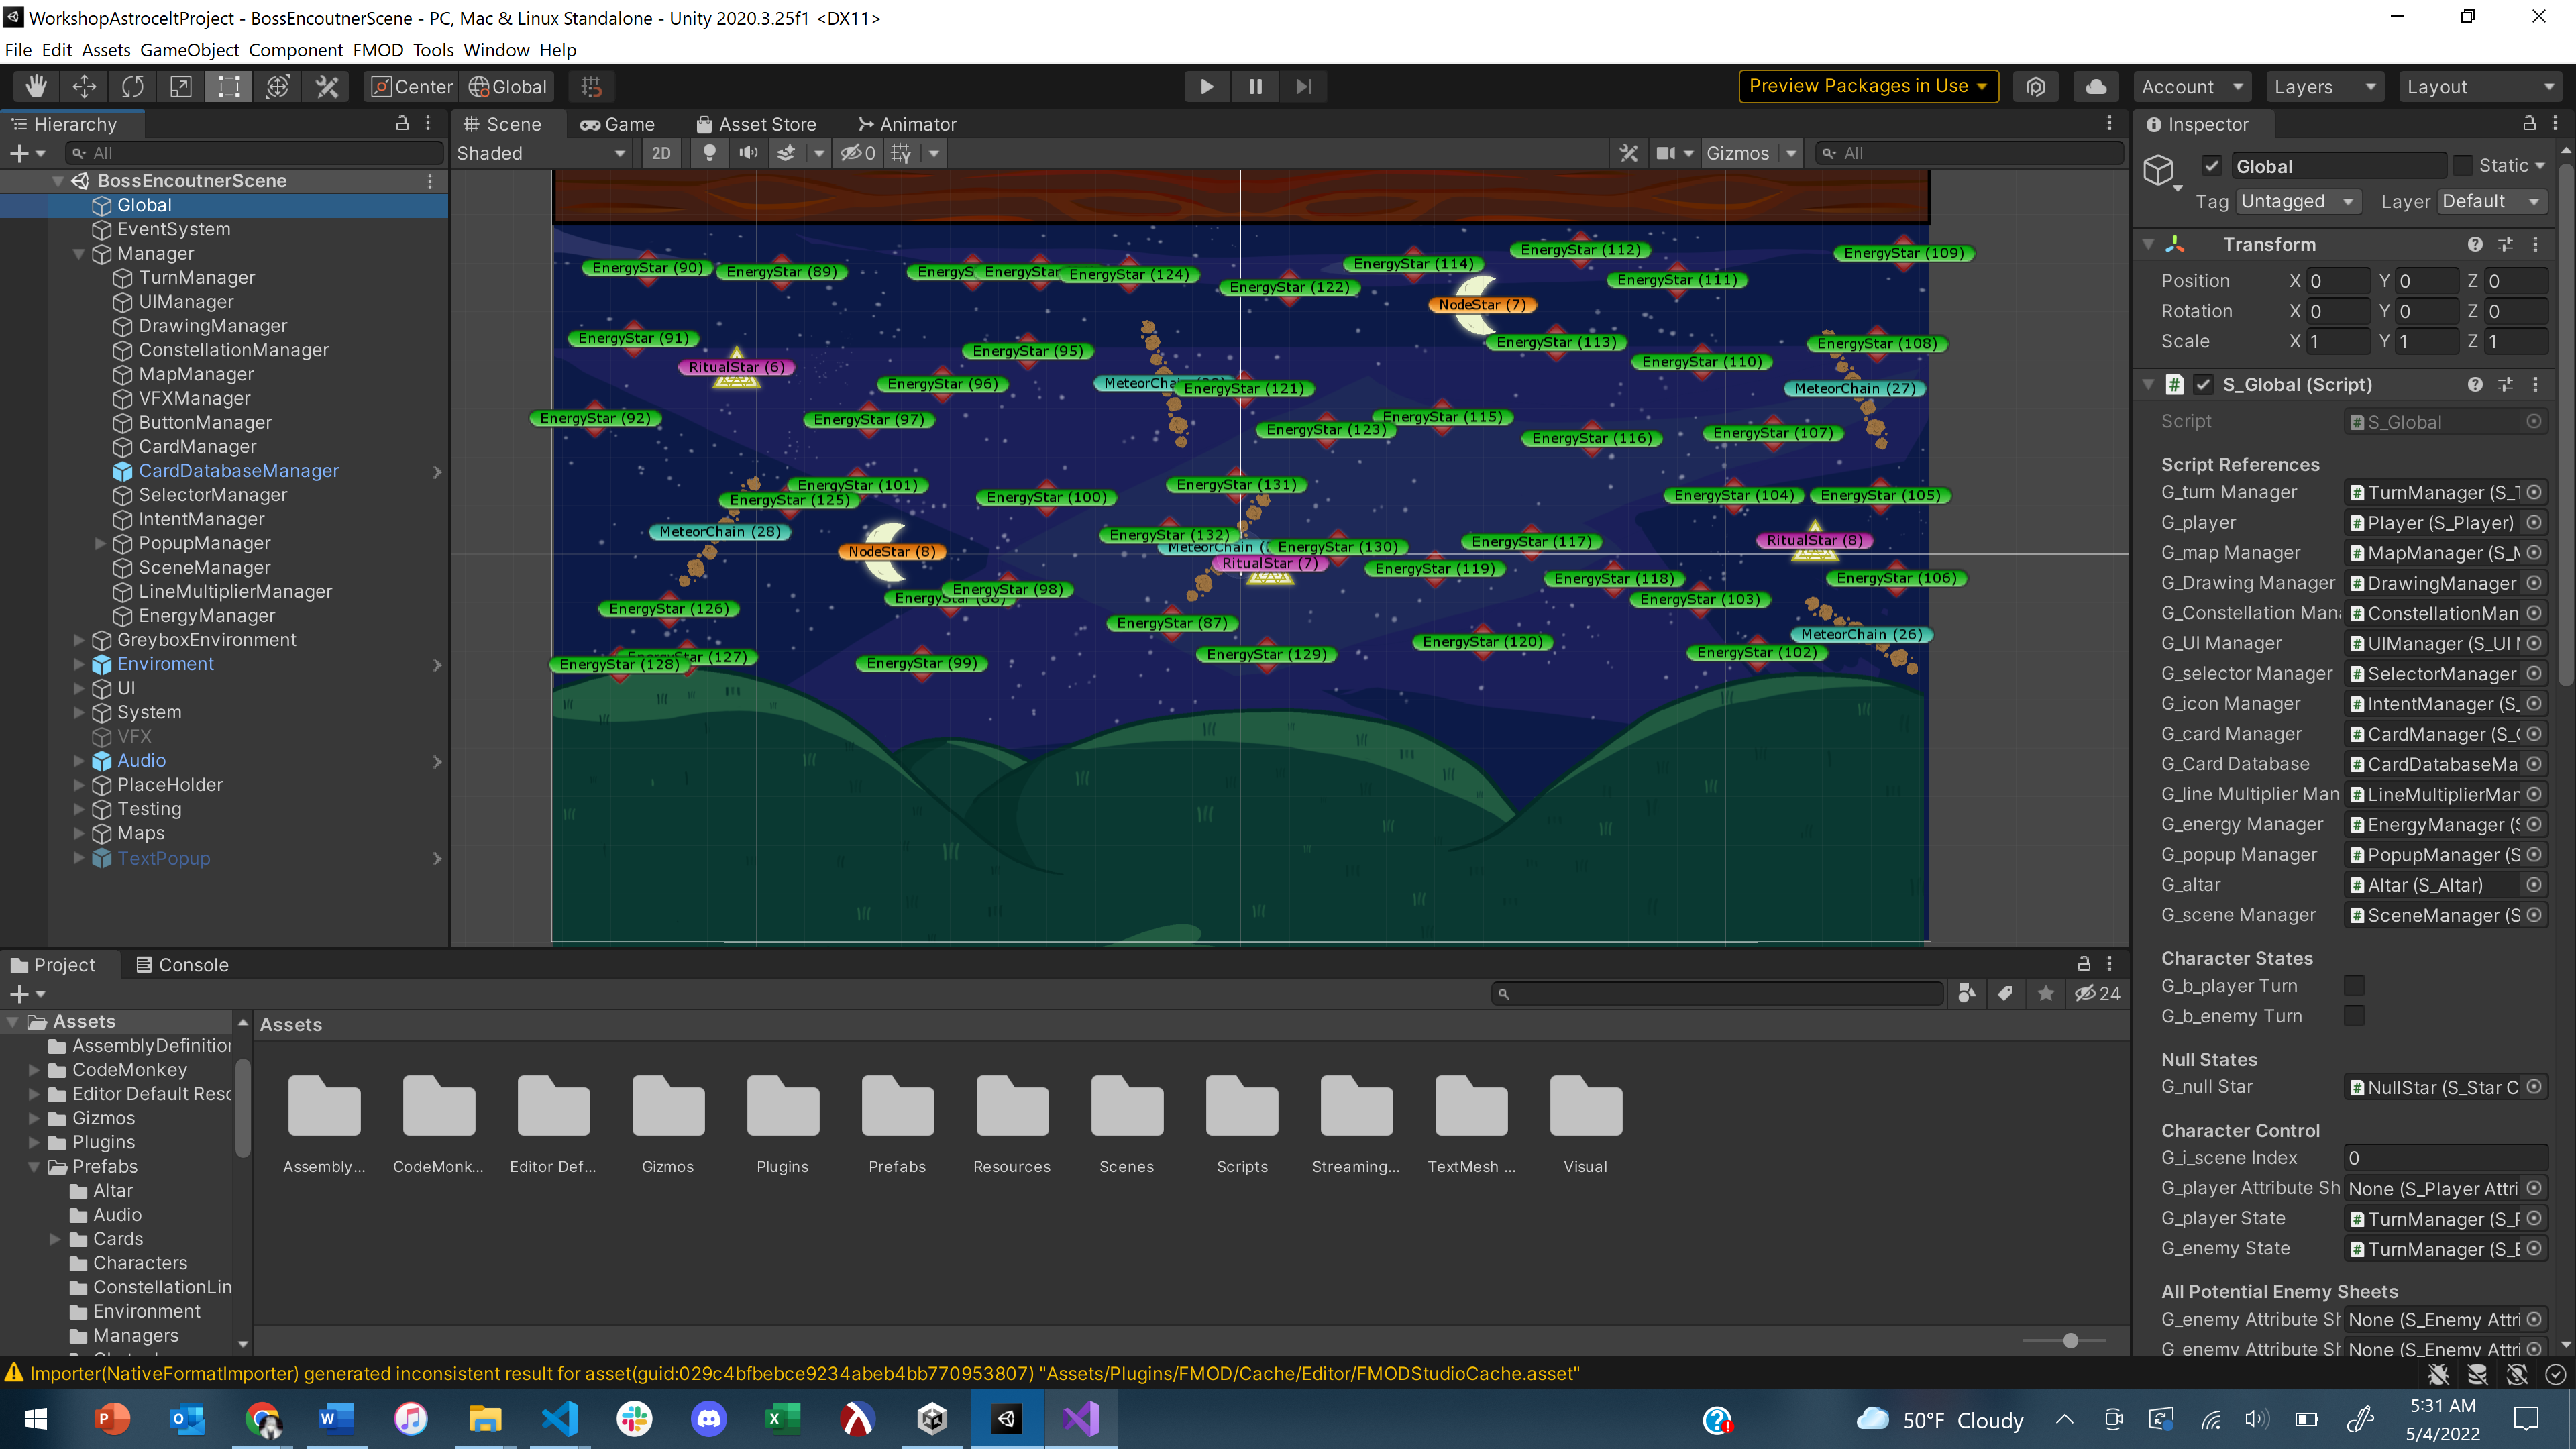 WorkshopAstroceltProject - BossEncoutnerScene - PC, Mac & Linux Standalone - Unity 2020.3.25f1 <DX11>
File Edit Assets GameObject Component FMOD Tools Window Help
Center Global Preview Packages in Use Account Layers Layout
Hierarchy
All
BossEncoutnerScene
Global
EventSystem
Manager
TurnManager
UIManager
DrawingManager
ConstellationManager
MapManager
VFXManager
ButtonManager
CardManager
CardDatabaseManager
SelectorManager
IntentManager
PopupManager
SceneManager
LineMultiplierManager
EnergyManager
GreyboxEnvironment
Enviroment
UI
System
VFX
Audio
PlaceHolder
Testing
Maps
TextPopup
Scene Game Asset Store Animator
Shaded 2D 0 Gizmos All
EnergyStar (112)
EnergyStar (109)
EnergyStar (114)
EnergyStar (90) EnergyStar (89) EnergyStar (124)
EnergyStar (111)
EnergyStar (122)
NodeStar (7)
EnergyStar (91)
EnergyStar (113) EnergyStar (108)
EnergyStar (95)
EnergyStar (110)
RitualStar (6)
EnergyStar (96) EnergyStar (121) MeteorChain (27)
EnergyStar (92) EnergyStar (97) EnergyStar (115)
EnergyStar (123) EnergyStar (116) EnergyStar (107)
EnergyStar (101) EnergyStar (131)
EnergyStar (125) EnergyStar (100) EnergyStar (104) EnergyStar (105)
MeteorChain (28) EnergyStar (132)
EnergyStar (117) RitualStar (8)
NodeStar (8) MeteorChain EnergyStar (130)
RitualStar (7) EnergyStar (119)
EnergyStar (118) EnergyStar (106)
EnergyStar (98)
EnergyStar (103)
EnergyStar (126)
EnergyStar (87)
MeteorChain (26)
EnergyStar (120)
EnergyStar (128) (127) EnergyStar (99) EnergyStar (129) EnergyStar (102)
Inspector
Global Static
Tag Untagged Layer Default
Transform
Position X 0 Y 0 Z 0
Rotation X 0 Y 0 Z 0
Scale X 1 Y 1 Z 1
S_Global (Script)
Script S_Global
Script References
G_turn Manager TurnManager (S_T
G_player Player (S_Player)
G_map Manager MapManager (S_M
G_Drawing Manager DrawingManager
G_Constellation Man ConstellationMan
G_UI Manager UIManager (S_UI M
G_selector Manager SelectorManager
G_icon Manager IntentManager (S_
G_card Manager CardManager (S_C
G_Card Database CardDatabaseMa
G_line Multiplier Man LineMultiplierMar
G_energy Manager EnergyManager (S
G_popup Manager PopupManager (S
G_altar Altar (S_Altar)
G_scene Manager SceneManager (S
Character States
G_b_player Turn
G_b_enemy Turn
Null States
G_null Star NullStar (S_Star C
Character Control
G_i_scene Index 0
G_player Attribute Sh None (S_Player Attri
G_player State TurnManager (S_P
G_enemy State TurnManager (S_E
All Potential Enemy Sheets
G_enemy Attribute Sh None (S_Enemy Attri
G_enemy Attribute Sh None (S_Enemy Attri
Project Console
24
Assets
AssemblyDefinition
CodeMonkey
Editor Default Resc
Gizmos
Plugins
Prefabs
Altar
Audio
Cards
Characters
ConstellationLin
Environment
Managers
Assets
Assembly... CodeMonk... Editor Def... Gizmos Plugins Prefabs Resources Scenes Scripts Streaming... TextMesh ... Visual
Importer(NativeFormatImporter) generated inconsistent result for asset(guid:029c4bfbebce9234abeb4bb770953807) "Assets/Plugins/FMOD/Cache/Editor/FMODStudioCache.asset"
50°F Cloudy
5:31 AM
5/4/2022